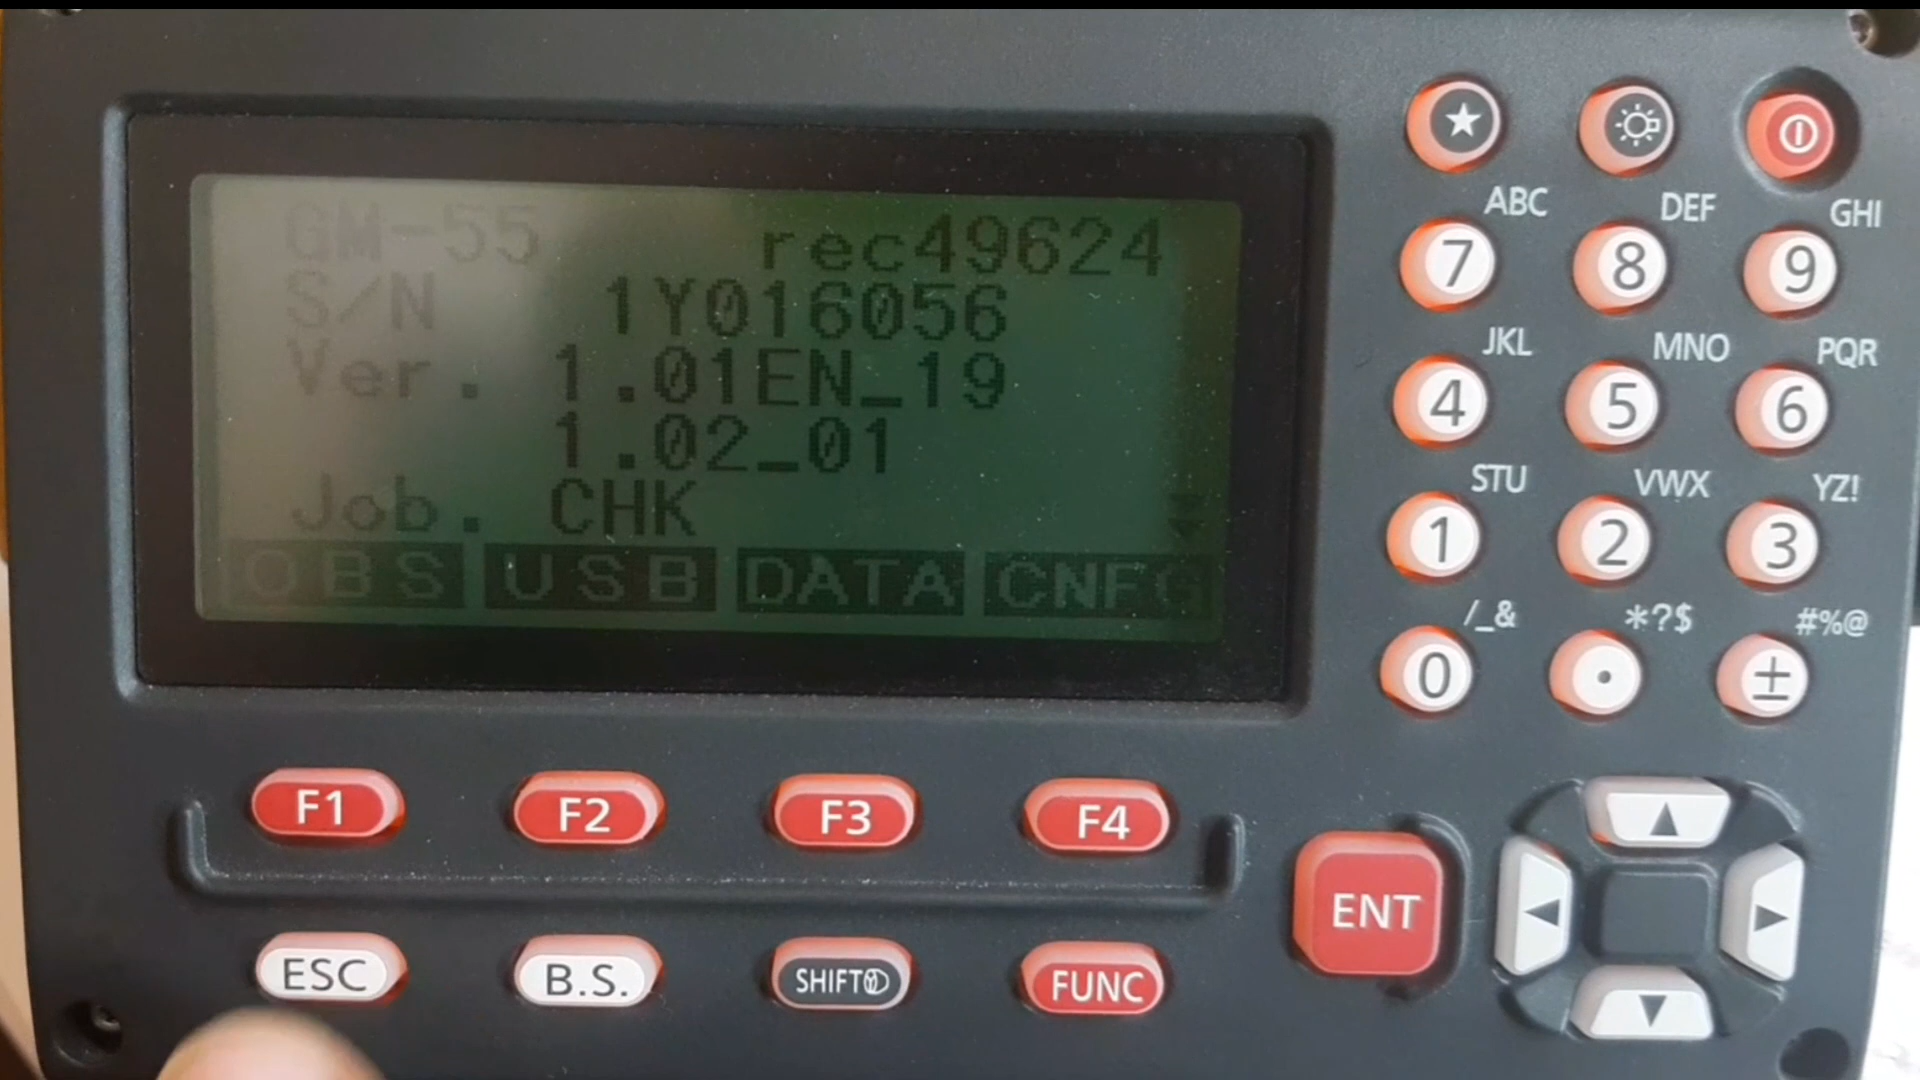 GM-55 rec49624
S/N 1Y016056
Ver. 1.01EN_19
1.02_01
Job. CHK
OBS USB DATA CNFG
ABC DEF GHI
7 8 9
JKL MNO PQR
4 5 6
STU VWX YZ!
1 2 3
/_& *?$ #%@
0 . ±
F1 F2 F3 F4
ENT
ESC B.S. SHIFT FUNC